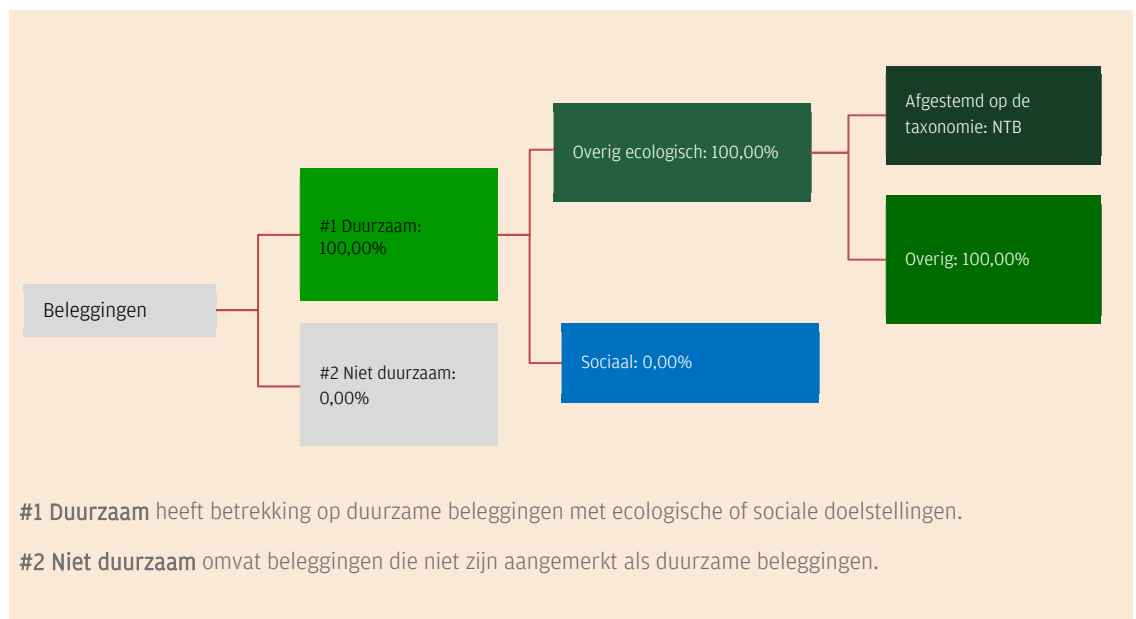 Beleggingen
#1 Duurzaam:
100,00%
#2 Niet duurzaam:
0,00%
Overig ecologisch: 100,00%
Sociaal: 0,00%
Afgestemd op de
taxonomie: NTB
Overig: 100,00%
#1 Duurzaam heeft betrekking op duurzame beleggingen met ecologische of sociale doelstellingen.
#2 Niet duurzaam omvat beleggingen die niet zijn aangemerkt als duurzame beleggingen.